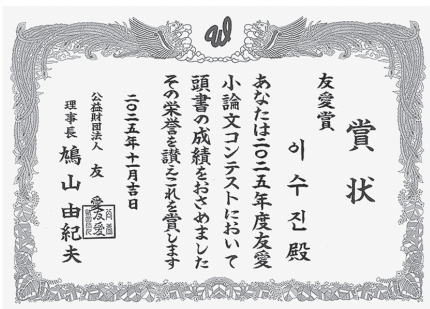 賞状
友愛賞
이수진殿
あなたは二〇二五年度友愛
小論文コンテストにおいて
頭書の成績をおさめました
その栄誉を讃えこれを賞します
二〇二五年十一月吉日
公益財団法人 友愛
理事長 鳩山由紀夫